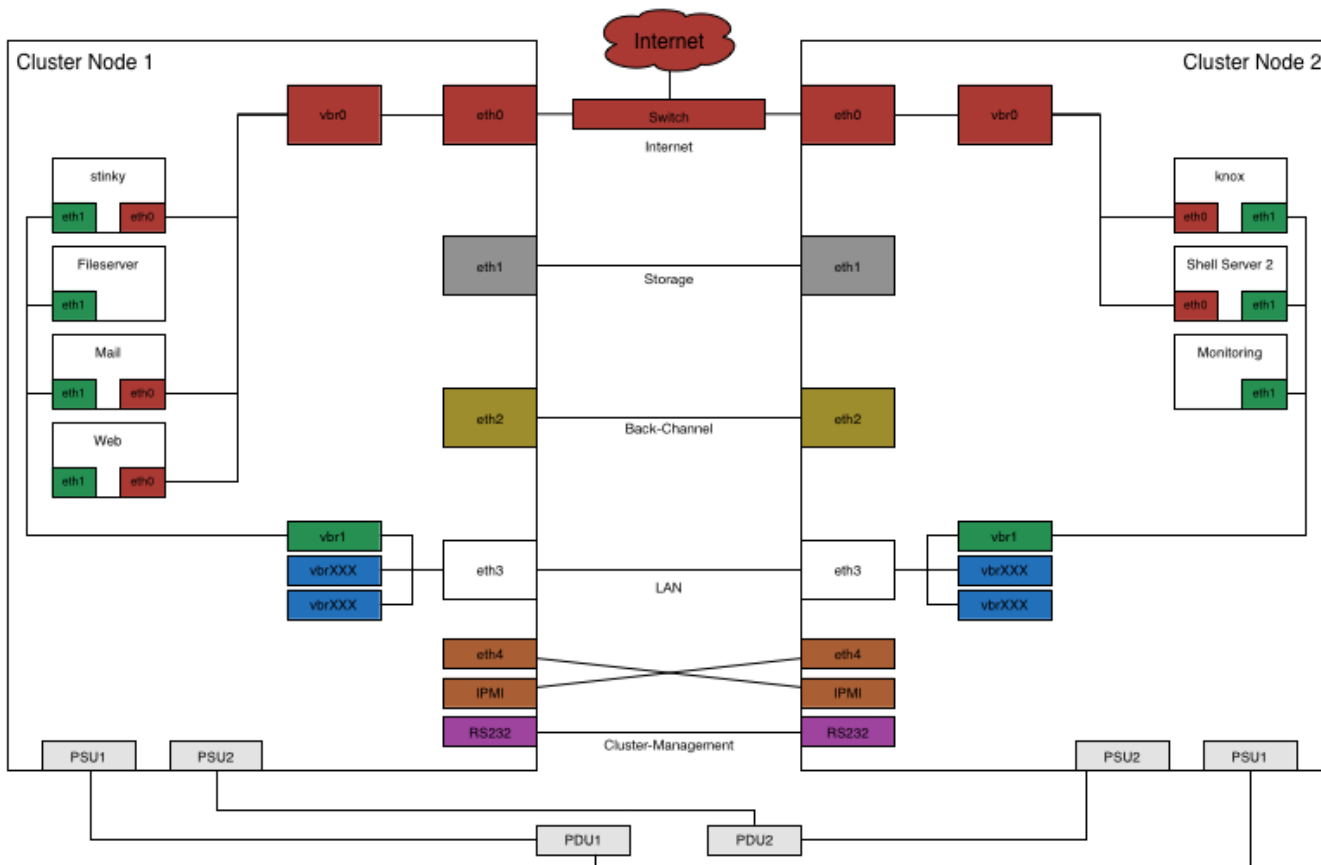 Internet
Cluster Node 1
Cluster Node 2
vbr0
eth0
Switch
eth0
vbr0
Internet
stinky
eth1
eth0
knox
eth0
eth1
Fileserver
eth1
eth1
Storage
eth1
Shell Server 2
eth0
eth1
Mail
eth1
eth0
Monitoring
eth1
eth2
Back-Channel
eth2
Web
eth1
eth0
vbr1
vbrXXX
vbrXXX
eth3
LAN
eth3
vbr1
vbrXXX
vbrXXX
eth4
eth4
IPMI
IPMI
RS232
Cluster-Management
RS232
PSU1
PSU2
PSU2
PSU1
PDU1
PDU2